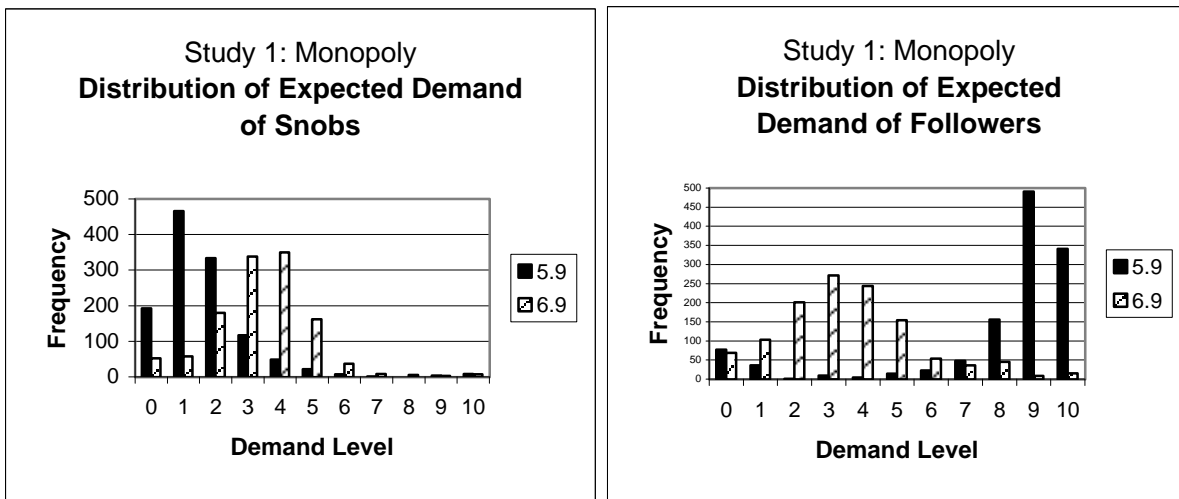 Study 1: Monopoly
Distribution of Expected Demand
of Snobs
Frequency
500
400
300
200
100
0
0 1 2 3 4 5 6 7 8 9 10
Demand Level
5.9
6.9
Study 1: Monopoly
Distribution of Expected
Demand of Followers
Frequency
500
450
400
350
300
250
200
150
100
50
0
0 1 2 3 4 5 6 7 8 9 10
Demand Level
5.9
6.9